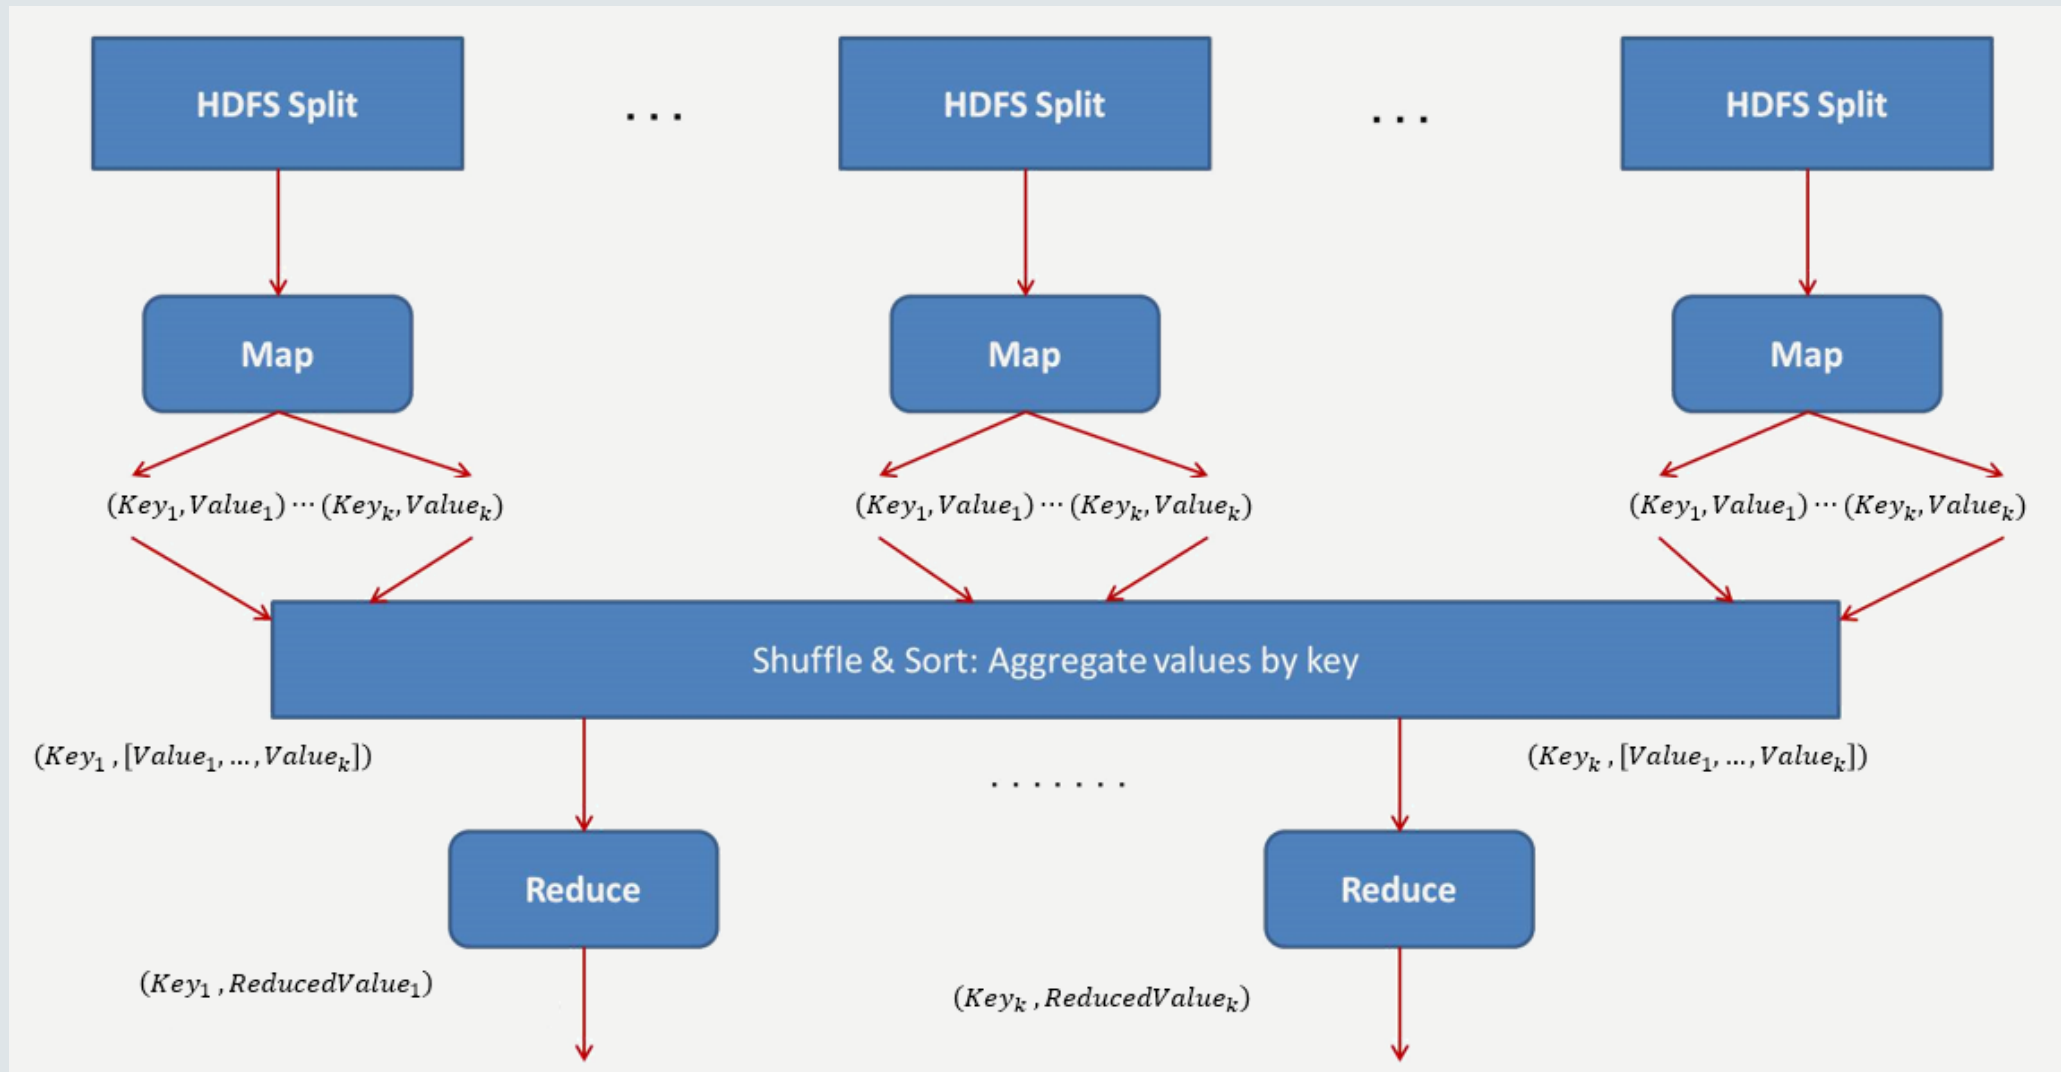 HDFS Split ... HDFS Split ... HDFS Split
Map Map Map
(Key₁,Value₁) ⋯ (Keyₖ,Valueₖ) (Key₁,Value₁) ⋯ (Keyₖ,Valueₖ) (Key₁,Value₁) ⋯ (Keyₖ,Valueₖ)
Shuffle & Sort: Aggregate values by key
(Key₁ ,[Value₁, ...,Valueₖ]) ....... (Keyₖ ,[Value₁, ...,Valueₖ])
Reduce Reduce
(Key₁ ,ReducedValue₁) (Keyₖ ,ReducedValueₖ)